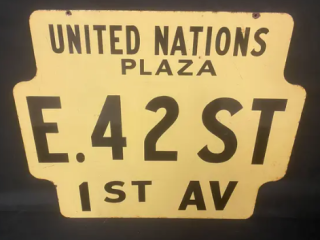 UNITED NATIONS
PLAZA
E. 42 ST
1ST AV